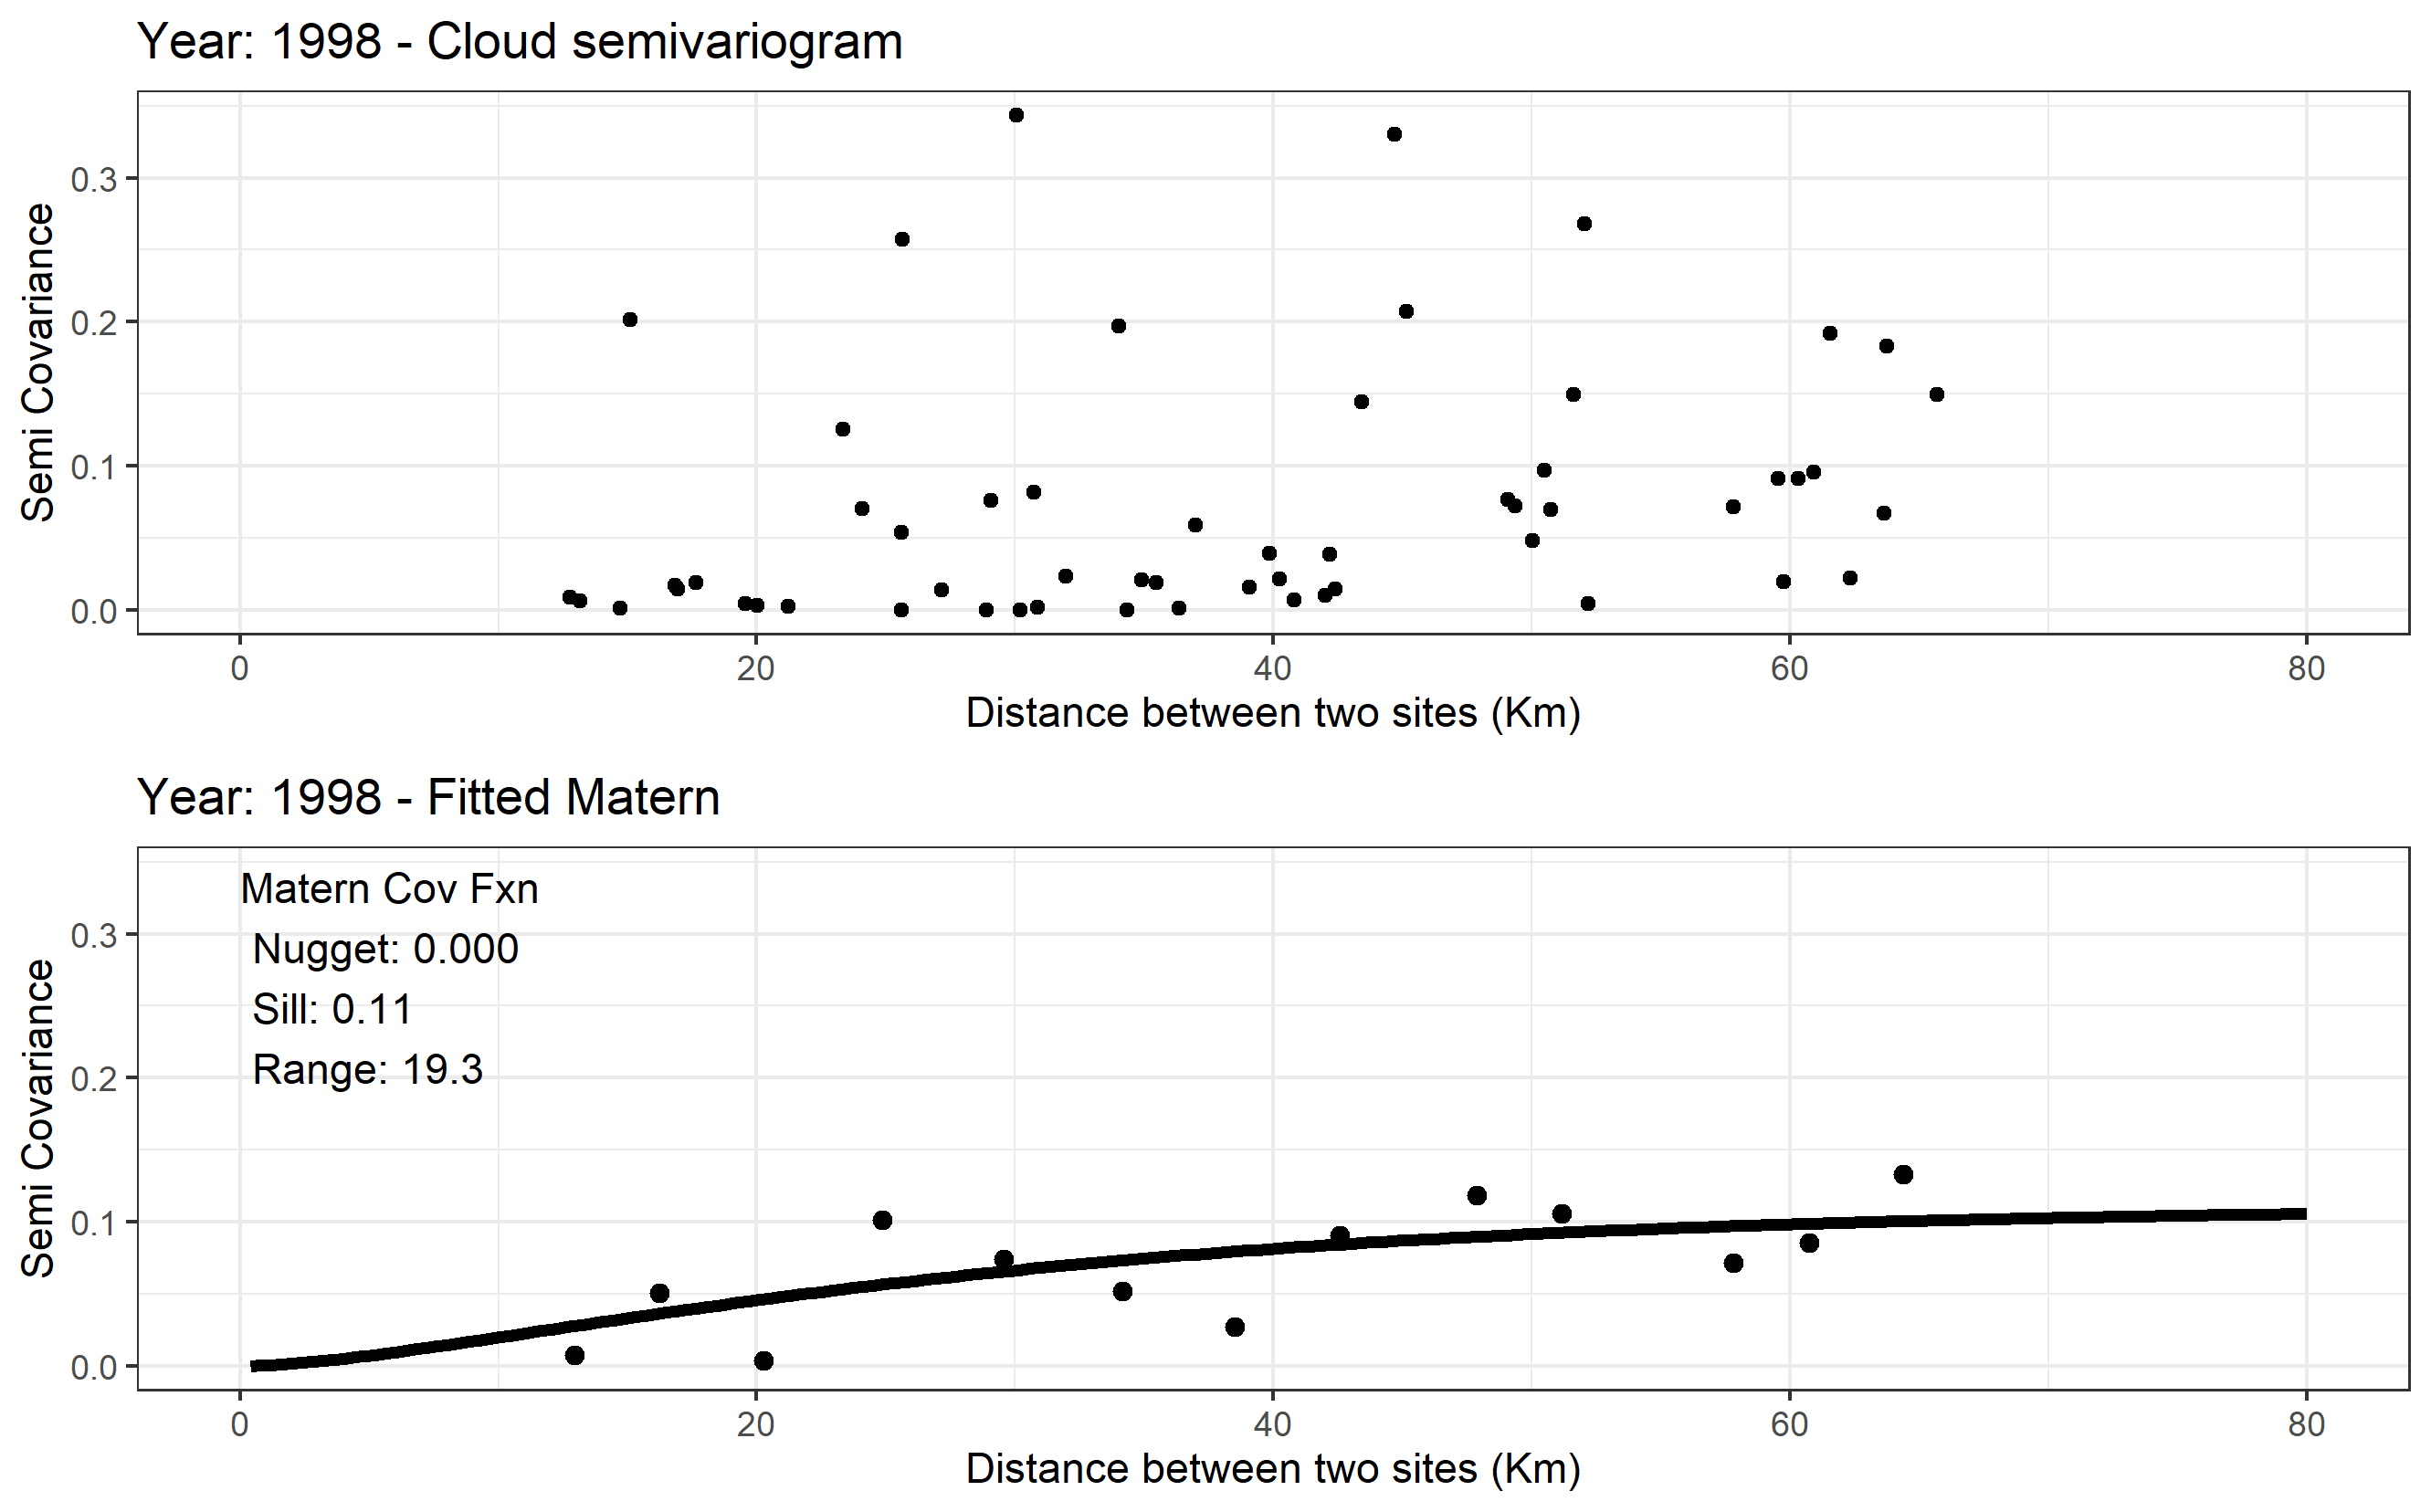 Year: 1998 - Cloud semivariogram
0.3
0.2
0.1
0.0
Semi Covariance
0 20 40 60 80
Distance between two sites (Km)
Year: 1998 - Fitted Matern
Matern Cov Fxn
Nugget: 0.000
Sill: 0.11
Range: 19.3
0.3
0.2
0.1
0.0
Semi Covariance
0 20 40 60 80
Distance between two sites (Km)